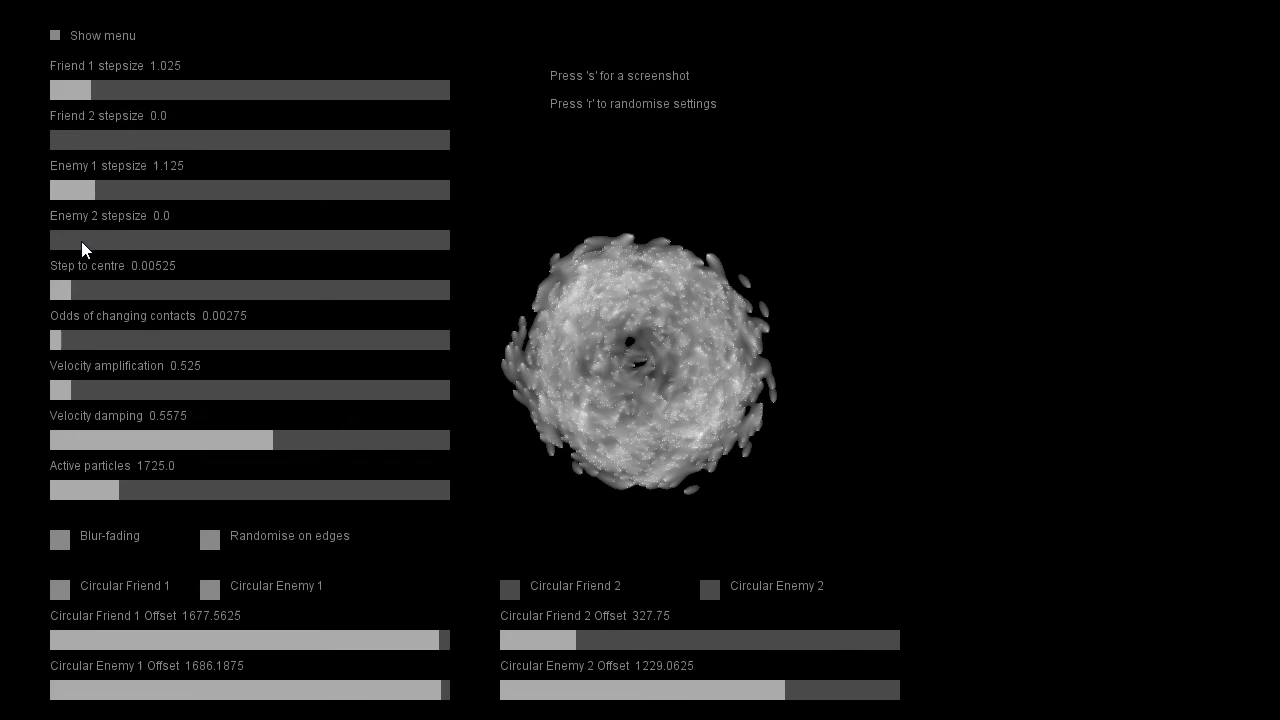 Show menu
Friend 1 stepsize 1.025
Press 's' for a screenshot
Press 'r' to randomise settings
Friend 2 stepsize 0.0
Enemy 1 stepsize 1.125
Enemy 2 stepsize 0.0
Step to centre 0.00525
Odds of changing contacts 0.00275
Velocity amplification 0.525
Velocity damping 0.5575
Active particles 1725.0
Blur-fading Randomise on edges
Circular Friend 1 Circular Enemy 1 Circular Friend 2 Circular Enemy 2
Circular Friend 1 Offset 1677.5625 Circular Friend 2 Offset 327.75
Circular Enemy 1 Offset 1686.1875 Circular Enemy 2 Offset 1229.0625